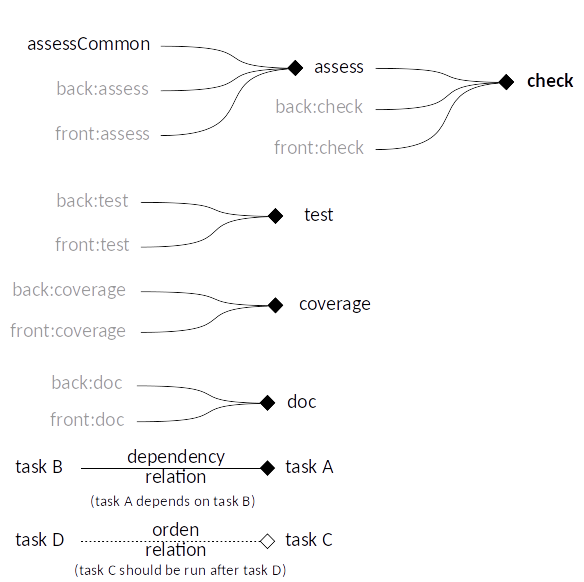 assessCommon
back:assess
front:assess
assess
back:check
front:check
check
back:test
front:test
test
back:coverage
front:coverage
coverage
back:doc
front:doc
doc
task B
dependency
relation
task A
(task A depends on task B)
task D
orden
relation
task C
(task C should be run after task D)